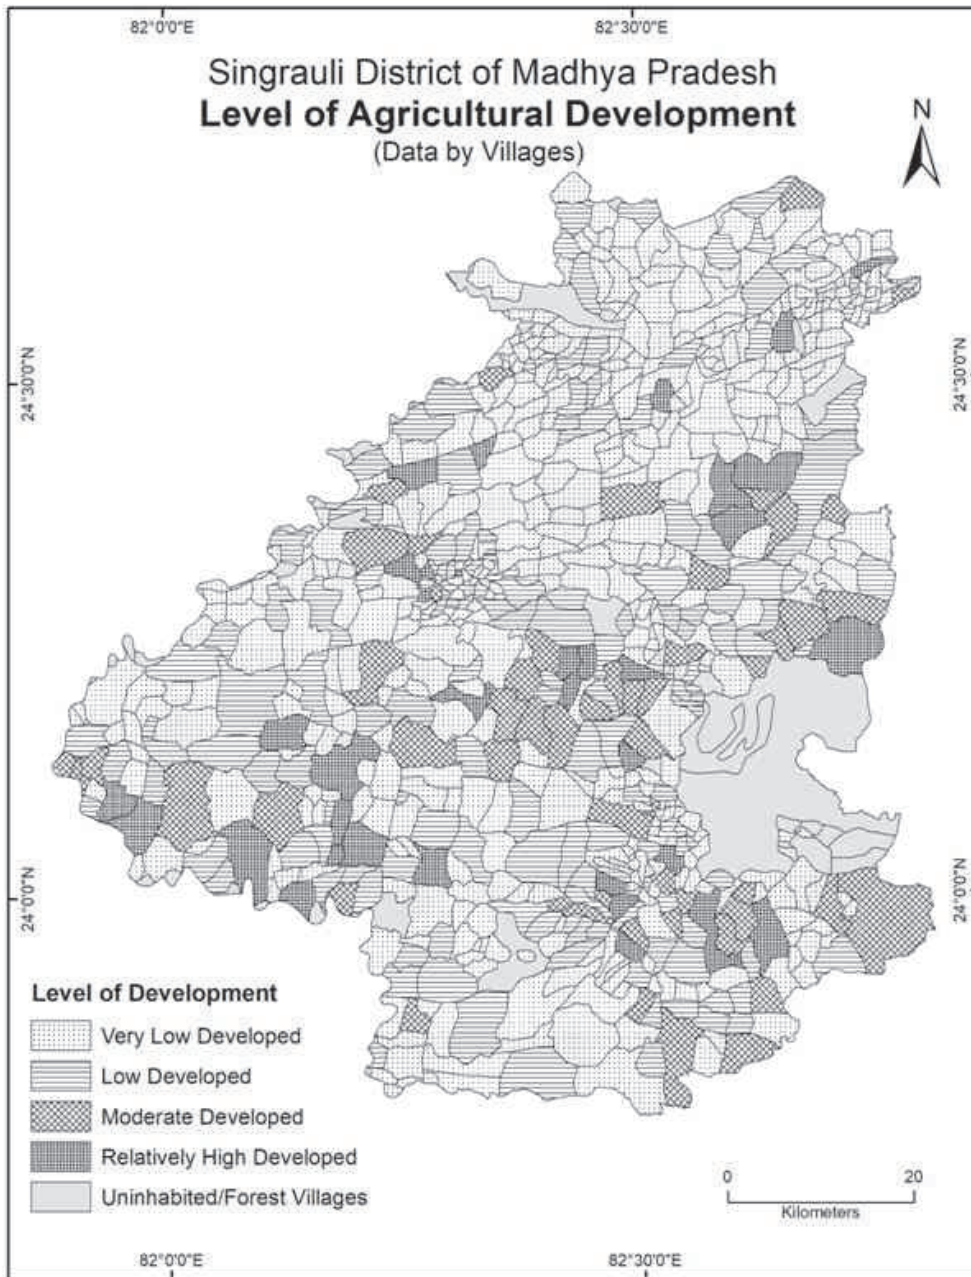 82°0'0"E
82°30'0"E
Singrauli District of Madhya Pradesh
Level of Agricultural Development
(Data by Villages)
N
24°30'0"N
24°30'0"N
24°0'0"N
24°0'0"N
Level of Development
Very Low Developed
Low Developed
Moderate Developed
Relatively High Developed
Uninhabited/Forest Villages
0
20
Kilometers
82°0'0"E
82°30'0"E